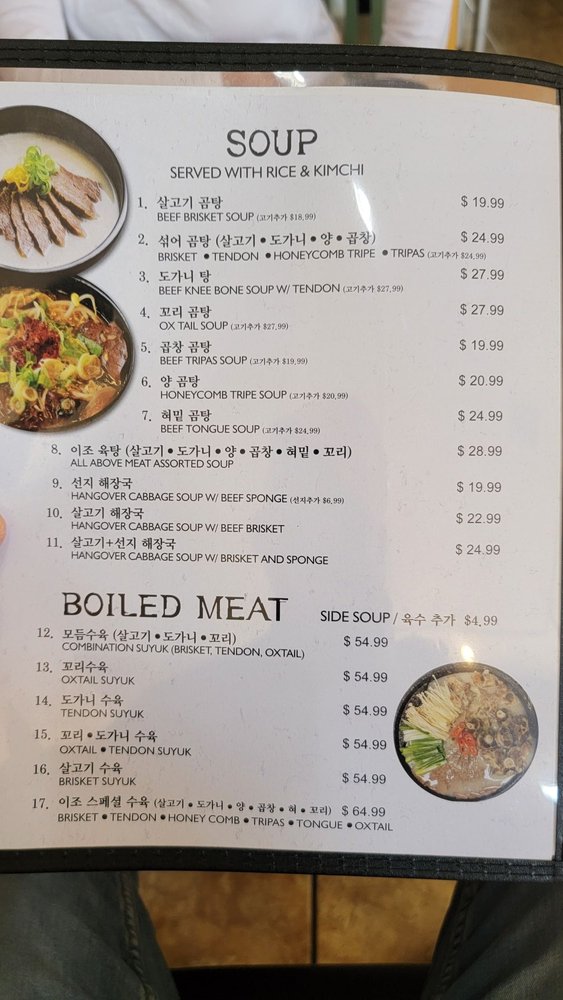 SOUP
SERVED WITH RICE & KIMCHI
1. 살고기 곰탕 $ 19.99
BEEF BRISKET SOUP (고기추가 $18,99)
2. 섞어 곰탕 (살고기 • 도가니 • 양 • 곱창) $ 24.99
BRISKET • TENDON • HONEYCOMB TRIPE • TRIPAS (고기추가 $24,99)
3. 도가니 탕 $ 27.99
BEEF KNEE BONE SOUP W/ TENDON (고기추가 $27,99)
4. 꼬리 곰탕 $ 27.99
OX TAIL SOUP (고기추가 $27,99)
5. 곱창 곰탕 $ 19.99
BEEF TRIPAS SOUP (고기추가 $19,99)
6. 양 곰탕 $ 20.99
HONEYCOMB TRIPE SOUP (고기추가 $20,99)
7. 혀밑 곰탕 $ 24.99
BEEF TONGUE SOUP (고기추가 $24,99)
8. 이조 육탕 (살고기 • 도가니 • 양 • 곱창 • 혀밑 • 꼬리) $ 28.99
ALL ABOVE MEAT ASSORTED SOUP
9. 선지 해장국 $ 19.99
HANGOVER CABBAGE SOUP W/ BEEF SPONGE (선지추가 $6,99)
10. 살고기 해장국 $ 22.99
HANGOVER CABBAGE SOUP W/ BEEF BRISKET
11. 살고기+선지 해장국 $ 24.99
HANGOVER CABBAGE SOUP W/ BRISKET AND SPONGE
BOILED MEAT SIDE SOUP / 육수 추가 $4.99
12. 모듬수육 (살고기 • 도가니 • 꼬리) $ 54.99
COMBINATION SUYUK (BRISKET, TENDON, OXTAIL)
13. 꼬리수육 $ 54.99
OXTAIL SUYUK
14. 도가니 수육 $ 54.99
TENDON SUYUK
15. 꼬리 • 도가니 수육 $ 54.99
OXTAIL • TENDON SUYUK
16. 살고기 수육 $ 54.99
BRISKET SUYUK
17. 이조 스페셜 수육 (살고기 • 도가니 • 양 • 곱창 • 혀 • 꼬리) $ 64.99
BRISKET • TENDON • HONEY COMB • TRIPAS • TONGUE • OXTAIL